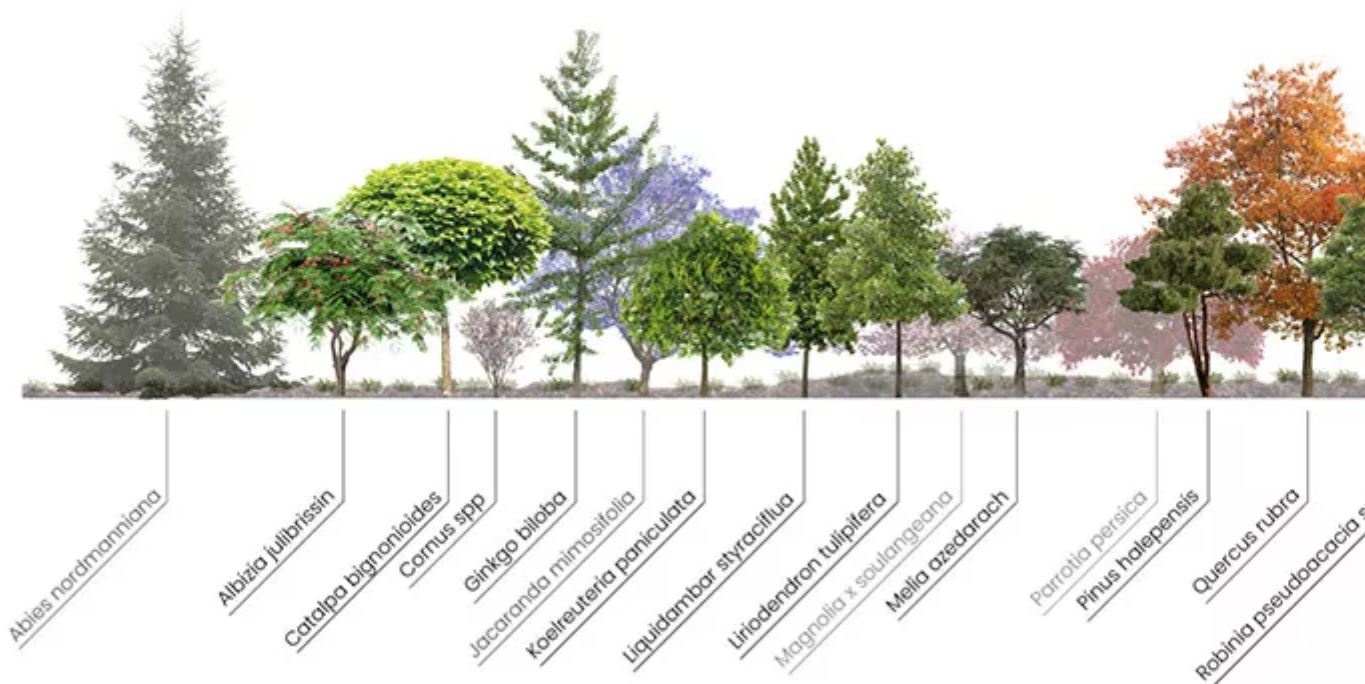 Abies nordmanniana
Albizia julibrissin
Catalpa bignonioides
Cornus spp
Ginkgo biloba
Jacaranda mimosifolia
Koelreuteria paniculata
Liquidambar styraciflua
Liriodendron tulipifera
Magnolia x soulangeana
Melia azedarach
Parrotia persica
Pinus halepensis
Quercus rubra
Robinia pseudoacacia s